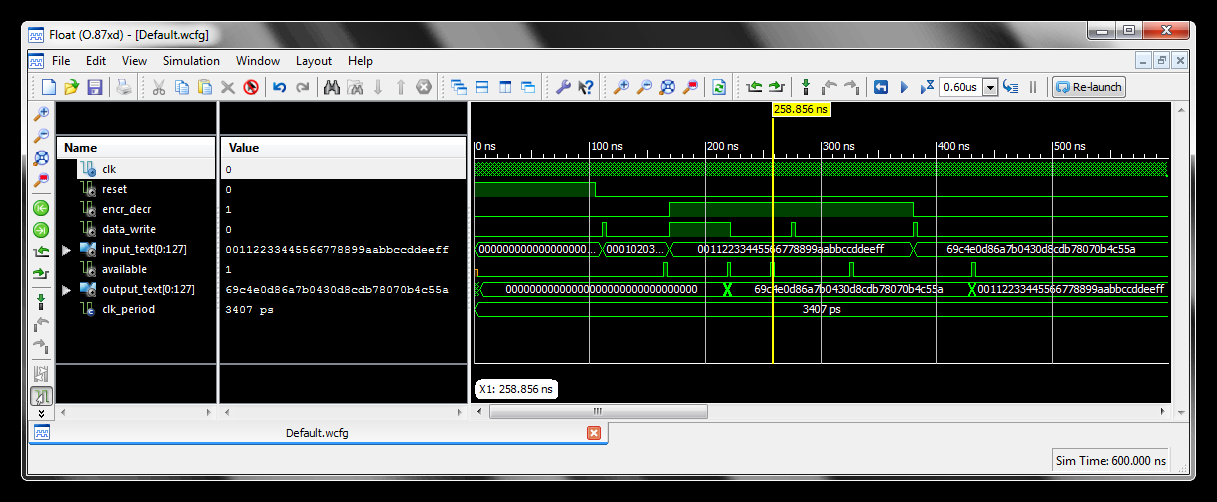 Float (O.87xd) - [Default.wcfg]
File Edit View Simulation Window Layout Help
0.60us Re-launch
258.856 ns
Name Value
0 ns 100 ns 200 ns 300 ns 400 ns 500 ns
clk 0
reset 0
encr_decr 1
data_write 0
input_text[0:127] 00112233445566778899aabbccddeeff 000000000000000000... 00010203... 00112233445566778899aabbccddeeff 69c4e0d86a7b0430d8cdb78070b4c55a
available 1
output_text[0:127] 69c4e0d86a7b0430d8cdb78070b4c55a 00000000000000000000000000000000 69c4e0d86a7b0430d8cdb78070b4c55a 00112233445566778899aabbccddeeff
clk_period 3407 ps 3407 ps
X1: 258.856 ns
Default.wcfg
Sim Time: 600.000 ns